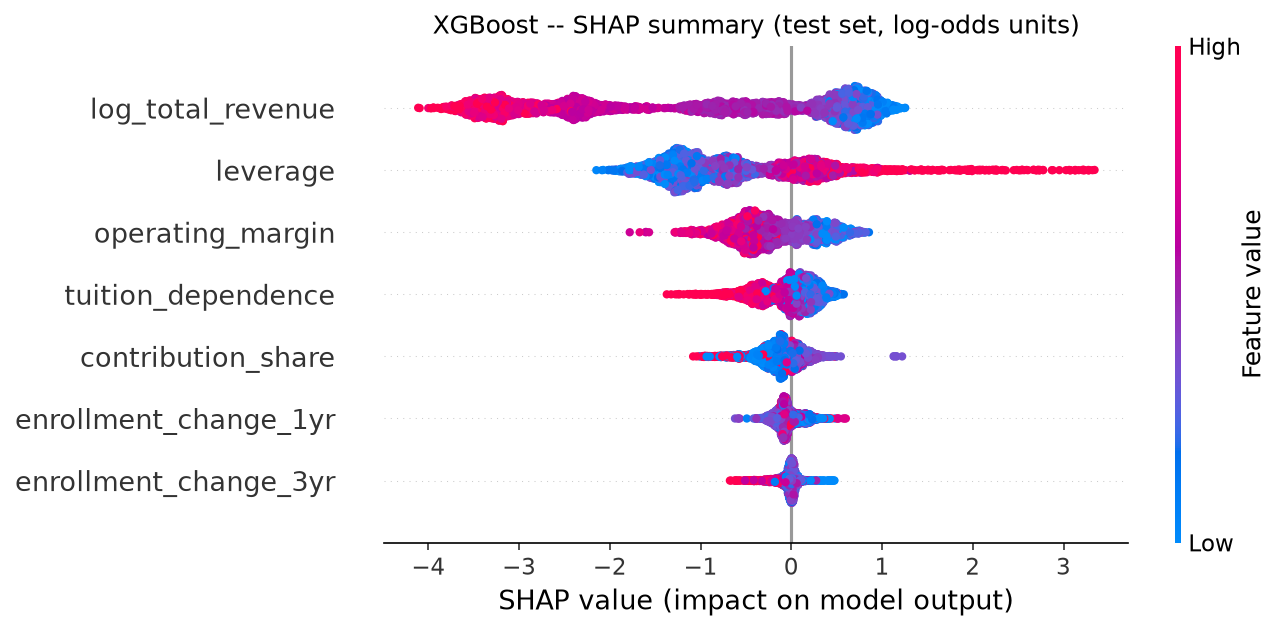 XGBoost -- SHAP summary (test set, log-odds units)
High
log_total_revenue
leverage
operating_margin
tuition_dependence
contribution_share
enrollment_change_1yr
enrollment_change_3yr
Feature value
Low
−4 −3 −2 −1 0 1 2 3
SHAP value (impact on model output)